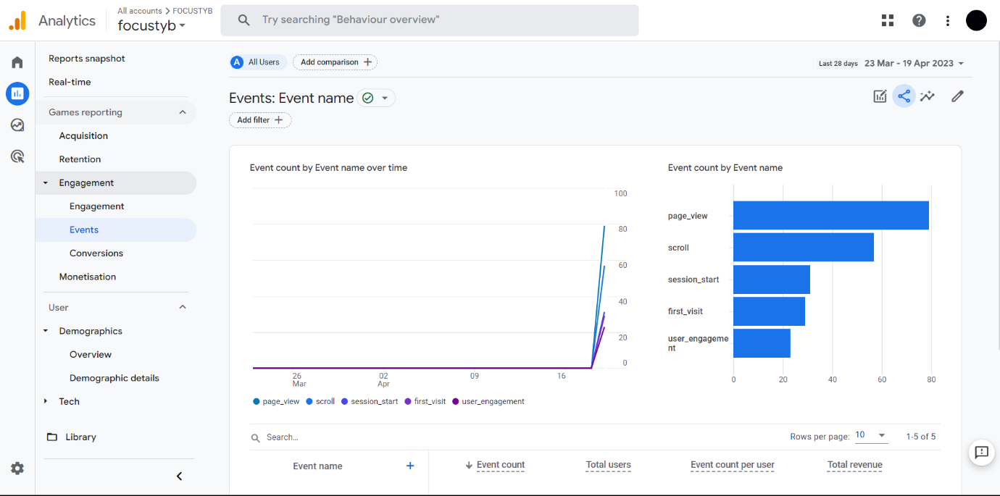 Analytics
All accounts > FOCUSTYB
focustyb
Try searching "Behaviour overview"
Reports snapshot
Real-time
Games reporting
Acquisition
Retention
Engagement
Engagement
Events
Conversions
Monetisation
User
Demographics
Overview
Demographic details
Tech
Library
A All Users
Add comparison +
Last 28 days 23 Mar - 19 Apr 2023
Events: Event name
Add filter +
Event count by Event name over time
100
80
60
40
20
0
26 Mar
02 Apr
09
16
page_view scroll session_start first_visit user_engagement
Event count by Event name
page_view
scroll
session_start
first_visit
user_engageme
nt
0 20 40 60 80
Search...
Rows per page: 10 1-5 of 5
Event name + Event count Total users Event count per user Total revenue